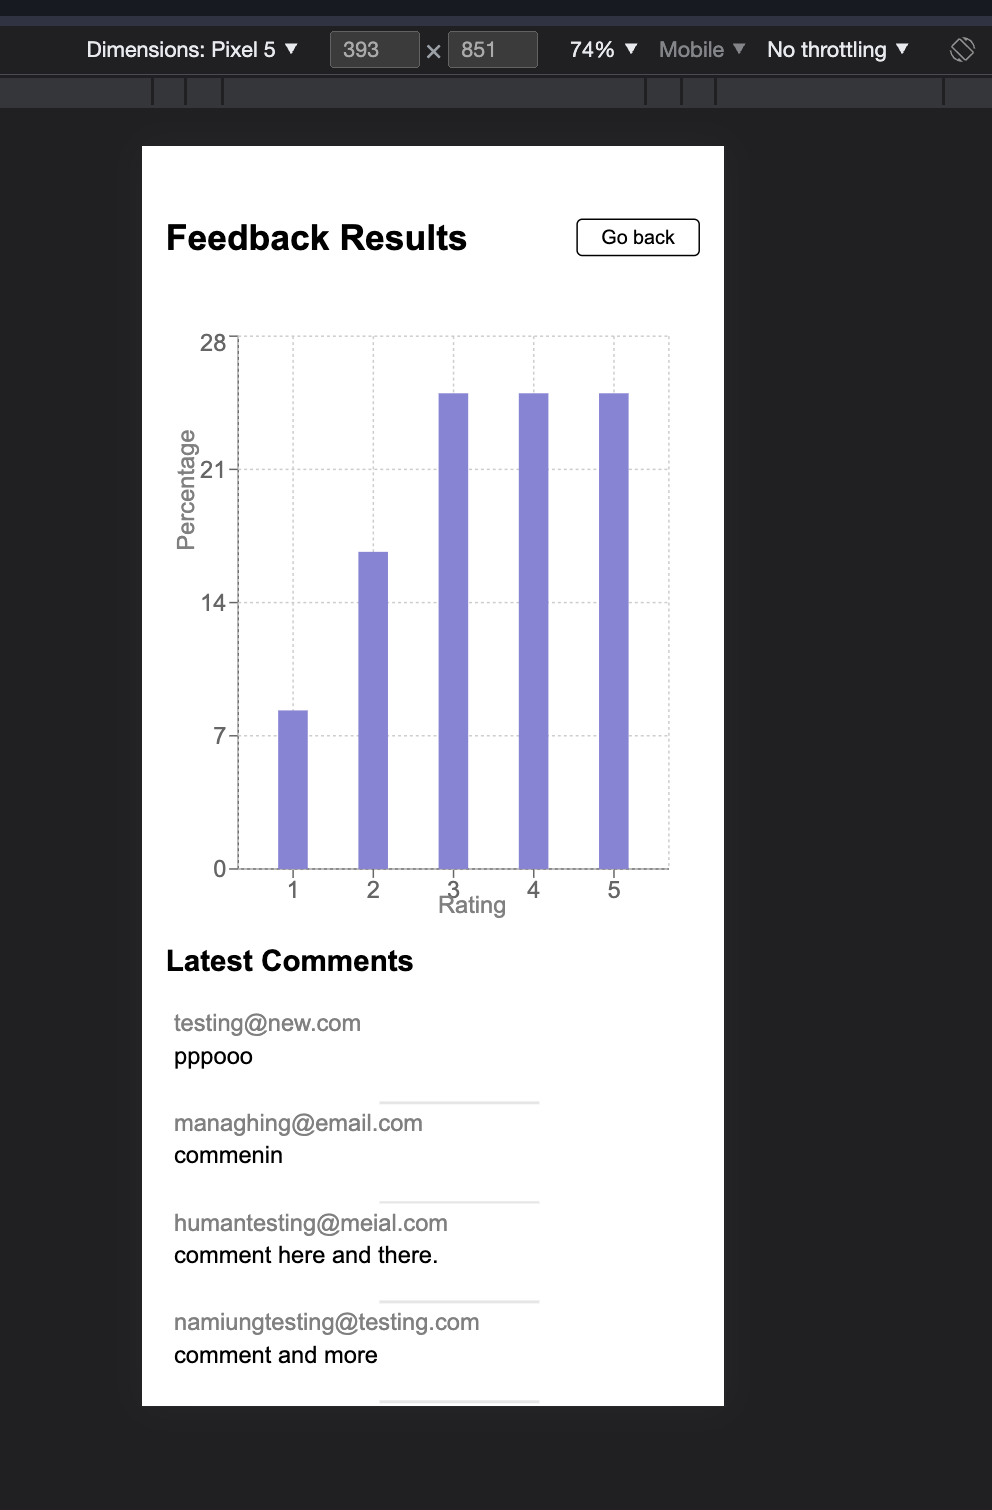 Dimensions: Pixel 5 ▼ 393 × 851 74% ▼ Mobile ▼ No throttling ▼
Feedback Results
Go back
28
21
14
7
0
Percentage
1 2 3 4 5
Rating
Latest Comments
testing@new.com
pppooo
managhing@email.com
commenin
humantesting@meial.com
comment here and there.
namiungtesting@testing.com
comment and more